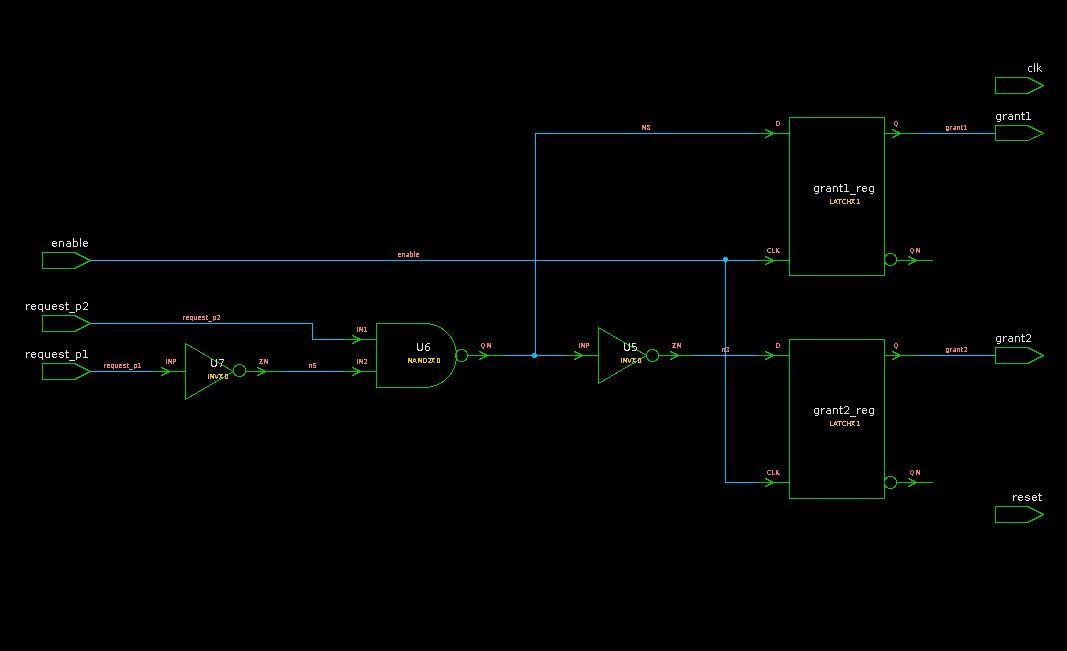 clk
N8
D
Q
grant1
grant1
grant1_reg
LATCHX1
enable
enable
CLK
QN
request_p2
request_p2
IN1
request_p1
request_p1
INP
U7
INVX0
ZN
n5
IN2
U6
NAND2X0
QN
INP
U5
INVX0
ZN
D
Q
grant2
grant2
grant2_reg
LATCHX1
CLK
QN
reset